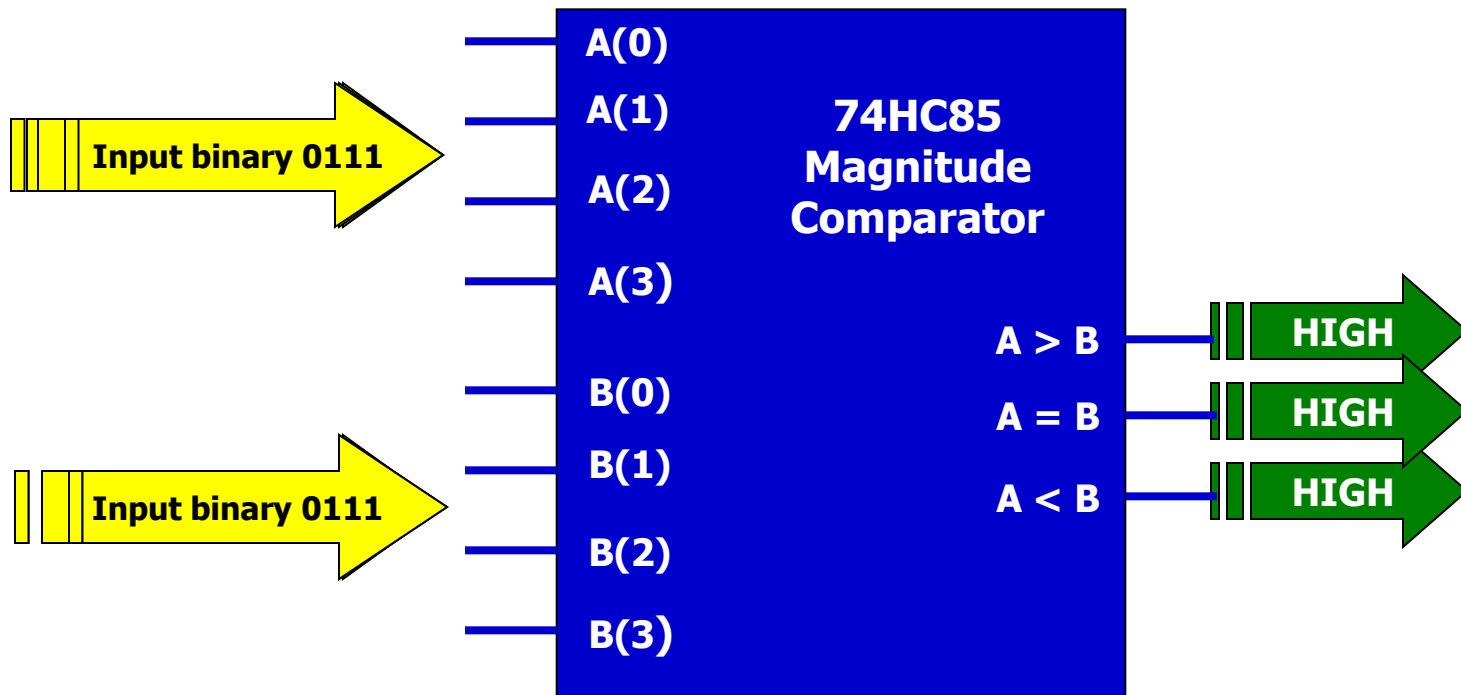 A(0)
A(1)
A(2)
A(3)
B(0)
B(1)
B(2)
B(3)
74HC85
Magnitude
Comparator
Input binary 0111
Input binary 0111
A > B
A = B
A < B
HIGH
HIGH
HIGH